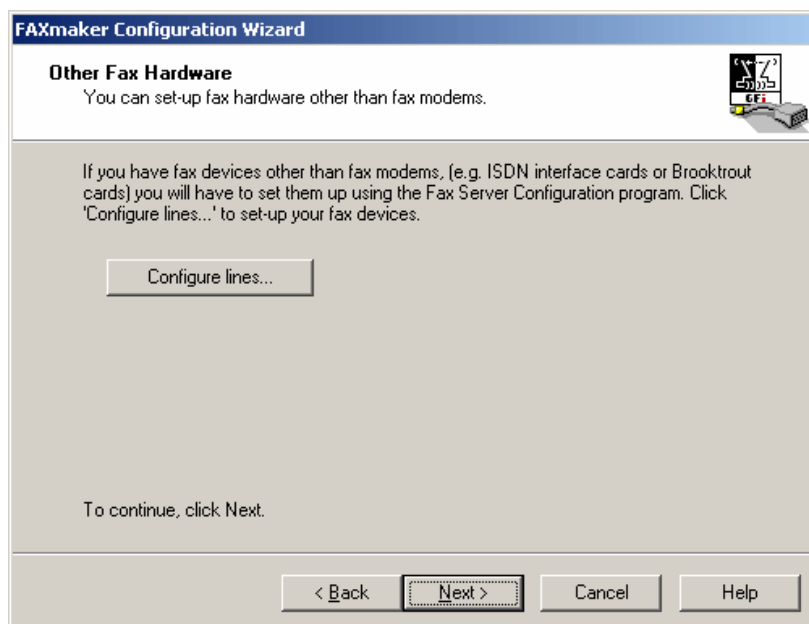 FAXmaker Configuration Wizard
Other Fax Hardware
You can set-up fax hardware other than fax modems.
GFi
If you have fax devices other than fax modems, (e.g. ISDN interface cards or Brooktrout
cards) you will have to set them up using the Fax Server Configuration program. Click
'Configure lines...' to set-up your fax devices.
Configure lines...
To continue, click Next.
< Back
Next >
Cancel
Help